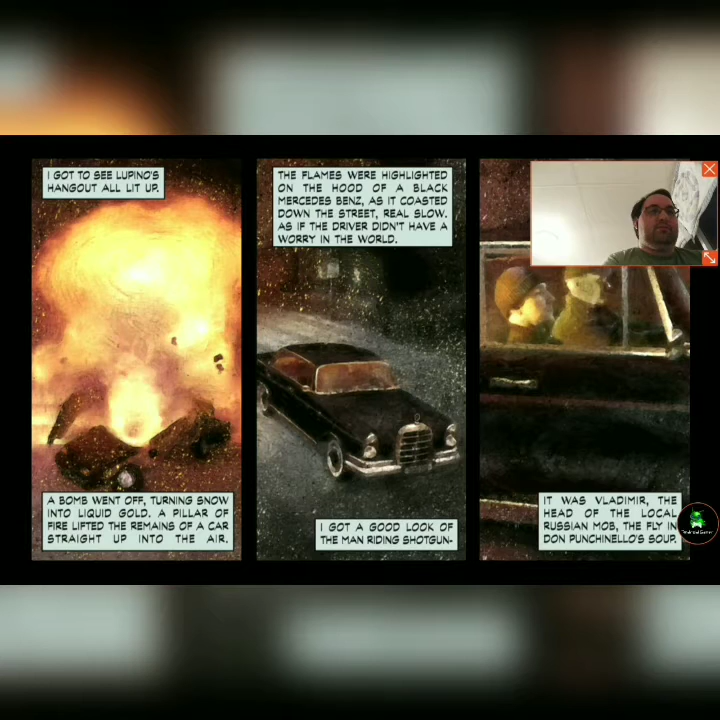 I GOT TO SEE LUPINO'S
HANGOUT ALL LIT UP.
A BOMB WENT OFF, TURNING SNOW
INTO LIQUID GOLD. A PILLAR OF
FIRE LIFTED THE REMAINS OF A CAR
STRAIGHT UP INTO THE AIR.
THE FLAMES WERE HIGHLIGHTED
ON THE HOOD OF A BLACK
MERCEDES BENZ, AS IT COASTED
DOWN THE STREET, REAL SLOW.
AS IF THE DRIVER DIDN'T HAVE A
WORRY IN THE WORLD.
I GOT A GOOD LOOK OF
THE MAN RIDING SHOTGUN-
IT WAS VLADIMIR, THE
HEAD OF THE LOCAL
RUSSIAN MOB, THE FLY IN
DON PUNCHINELLO'S SOUP.